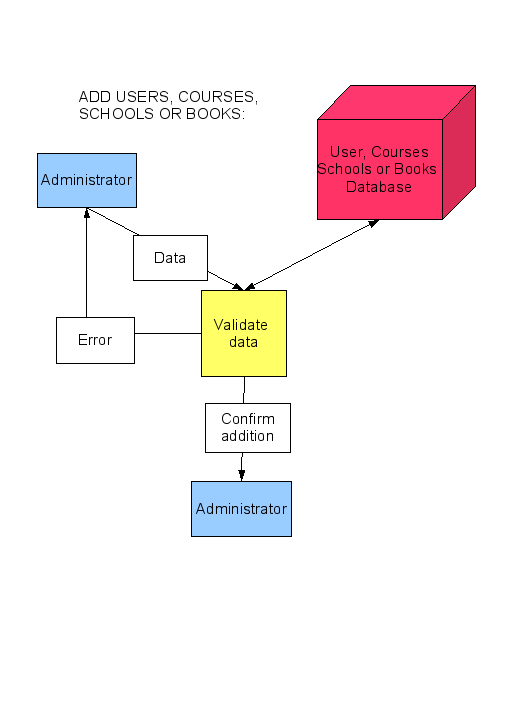 ADD USERS, COURSES,
SCHOOLS OR BOOKS:
User, Courses
Schools or Books
Database
Administrator
Data
Validate
data
Error
Confirm
addition
Administrator